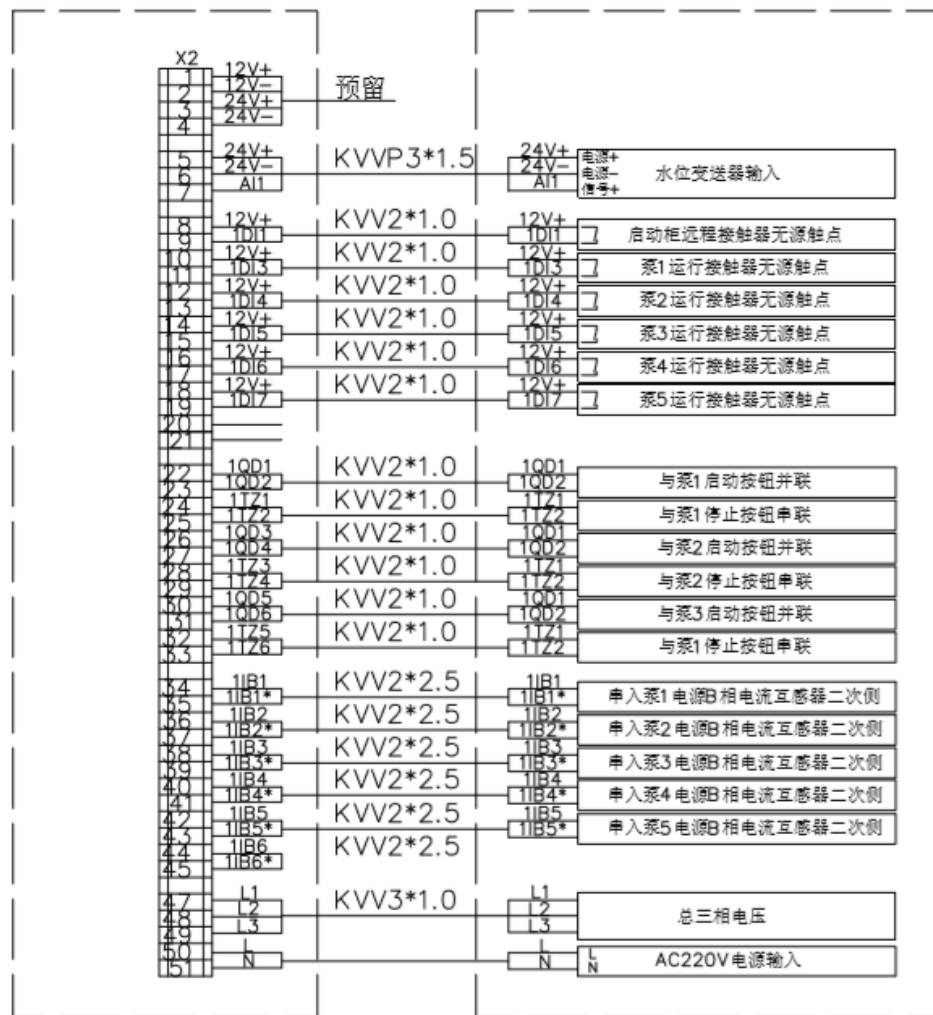 X2
1 12V+
2 12V- 预留
3 24V+
4 24V-
5 24V+ KVVP3*1.5 24V+ 电源+
6 24V- 24V- 电源- 水位变送器输入
7 AI1 AI1 信号+
8 12V+ KVV2*1.0 12V+
9 1DI1 1DI1 启动柜远程接触器无源触点
10 12V+ KVV2*1.0 12V+
11 1DI3 1DI3 泵1运行接触器无源触点
12 12V+ KVV2*1.0 12V+
13 1DI4 1DI4 泵2运行接触器无源触点
14 12V+ KVV2*1.0 12V+
15 1DI5 1DI5 泵3运行接触器无源触点
16 12V+ KVV2*1.0 12V+
17 1DI6 1DI6 泵4运行接触器无源触点
18 12V+ KVV2*1.0 12V+
19 1DI7 1DI7 泵5运行接触器无源触点
20
21
22 1QD1 KVV2*1.0 1QD1
23 1QD2 1QD2 与泵1启动按钮并联
24 1TZ1 KVV2*1.0 1TZ1
25 1TZ2 1TZ2 与泵1停止按钮串联
26 1QD3 KVV2*1.0 1QD1
27 1QD4 1QD2 与泵2启动按钮并联
28 1TZ3 KVV2*1.0 1TZ1
29 1TZ4 1TZ2 与泵2停止按钮串联
30 1QD5 KVV2*1.0 1QD1
31 1QD6 1QD2 与泵3启动按钮并联
32 1TZ5 KVV2*1.0 1TZ1
33 1TZ6 1TZ2 与泵1停止按钮串联
34 1IB1 KVV2*2.5 1IB1
35 1IB1* 1IB1* 串入泵1电源B相电流互感器二次侧
36 1IB2 KVV2*2.5 1IB2
37 1IB2* 1IB2* 串入泵2电源B相电流互感器二次侧
38 1IB3 KVV2*2.5 1IB3
39 1IB3* 1IB3* 串入泵3电源B相电流互感器二次侧
40 1IB4 KVV2*2.5 1IB4
41 1IB4* 1IB4* 串入泵4电源B相电流互感器二次侧
42 1IB5 KVV2*2.5 1IB5
43 1IB5* 1IB5* 串入泵5电源B相电流互感器二次侧
44 1IB6 KVV2*2.5
45 1IB6*
47 L1 KVV3*1.0 L1
48 L2 L2 总三相电压
49 L3 L3
50 L L L AC220V电源输入
51 N N N